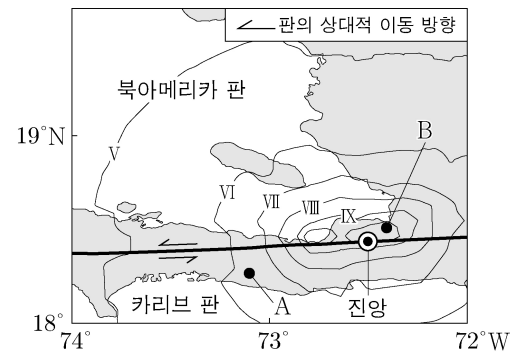 판의 상대적 이동 방향
북아메리카 판
19°N
B
V
VI
VII
VIII
IX
카리브 판
A
진앙
18°
74°
73°
72°W